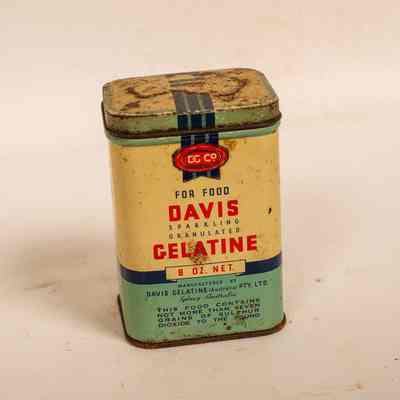 DG Co
FOR FOOD
DAVIS
SPARKLING
GRANULATED
GELATINE
8 OZ. NET.
MANUFACTURED BY
DAVIS GELATINE (Australia) PTY. LTD.
Sydney Australia
THIS FOOD CONTAINS
NOT MORE THAN SEVEN
GRAINS OF SULPHUR
DIOXIDE TO THE POUND